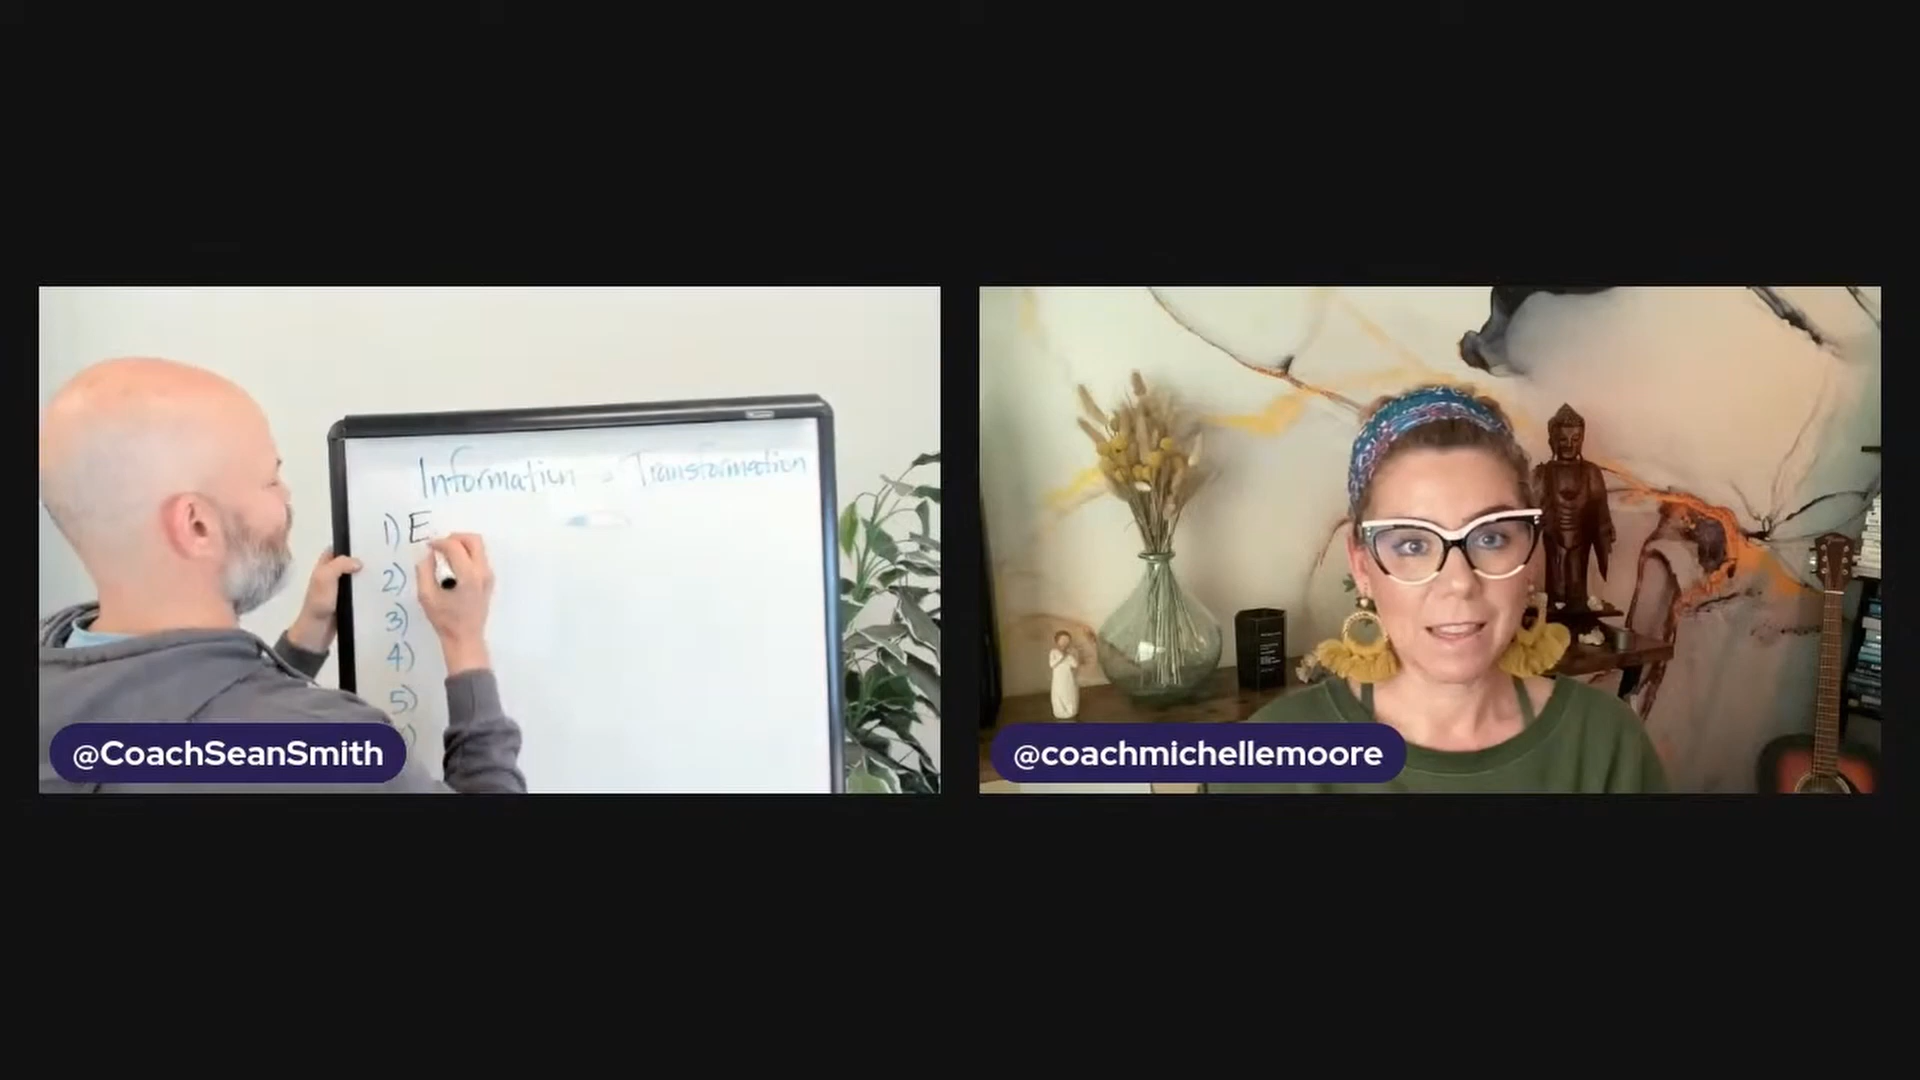 Information = Transformation
1) E
2)
3)
4)
5)
@CoachSeanSmith
@coachmichellemoore